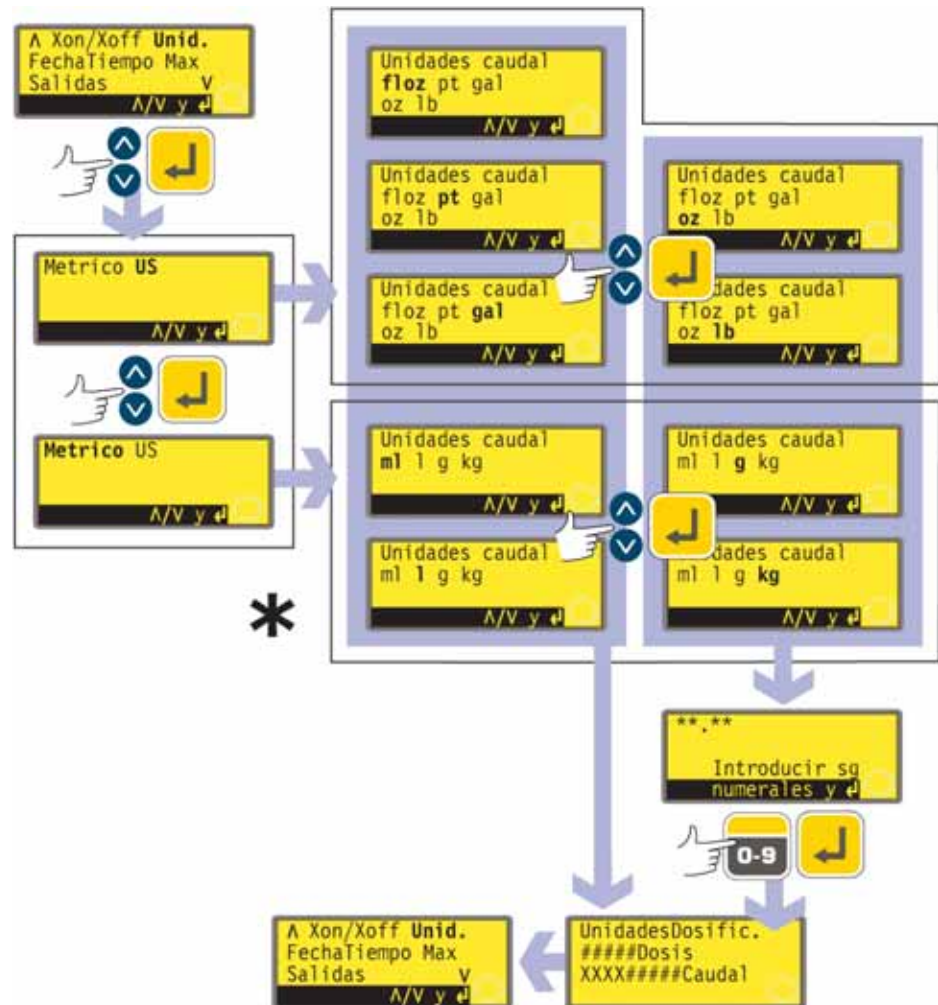 Λ Xon/Xoff Unid.
FechaTiempo Max
Salidas V
Λ/V y ↲
Metrico US
Λ/V y ↲
Metrico US
Λ/V y ↲
Unidades caudal
floz pt gal
oz lb
Λ/V y ↲
Unidades caudal
floz pt gal
oz lb
Λ/V y ↲
Unidades caudal
floz pt gal
oz lb
Λ/V y ↲
Unidades caudal
floz pt gal
oz lb
Λ/V y ↲
dades caudal
floz pt gal
oz lb
Λ/V y ↲
Unidades caudal
ml l g kg
Λ/V y ↲
Unidades caudal
ml l g kg
Λ/V y ↲
Unidades caudal
ml l g kg
Λ/V y ↲
dades caudal
ml l g kg
Λ/V y ↲
*
**.**
Introducir sg
numerales y ↲
0-9
UnidadesDosific.
#####Dosis
XXXX#####Caudal
Λ Xon/Xoff Unid.
FechaTiempo Max
Salidas V
Λ/V y ↲